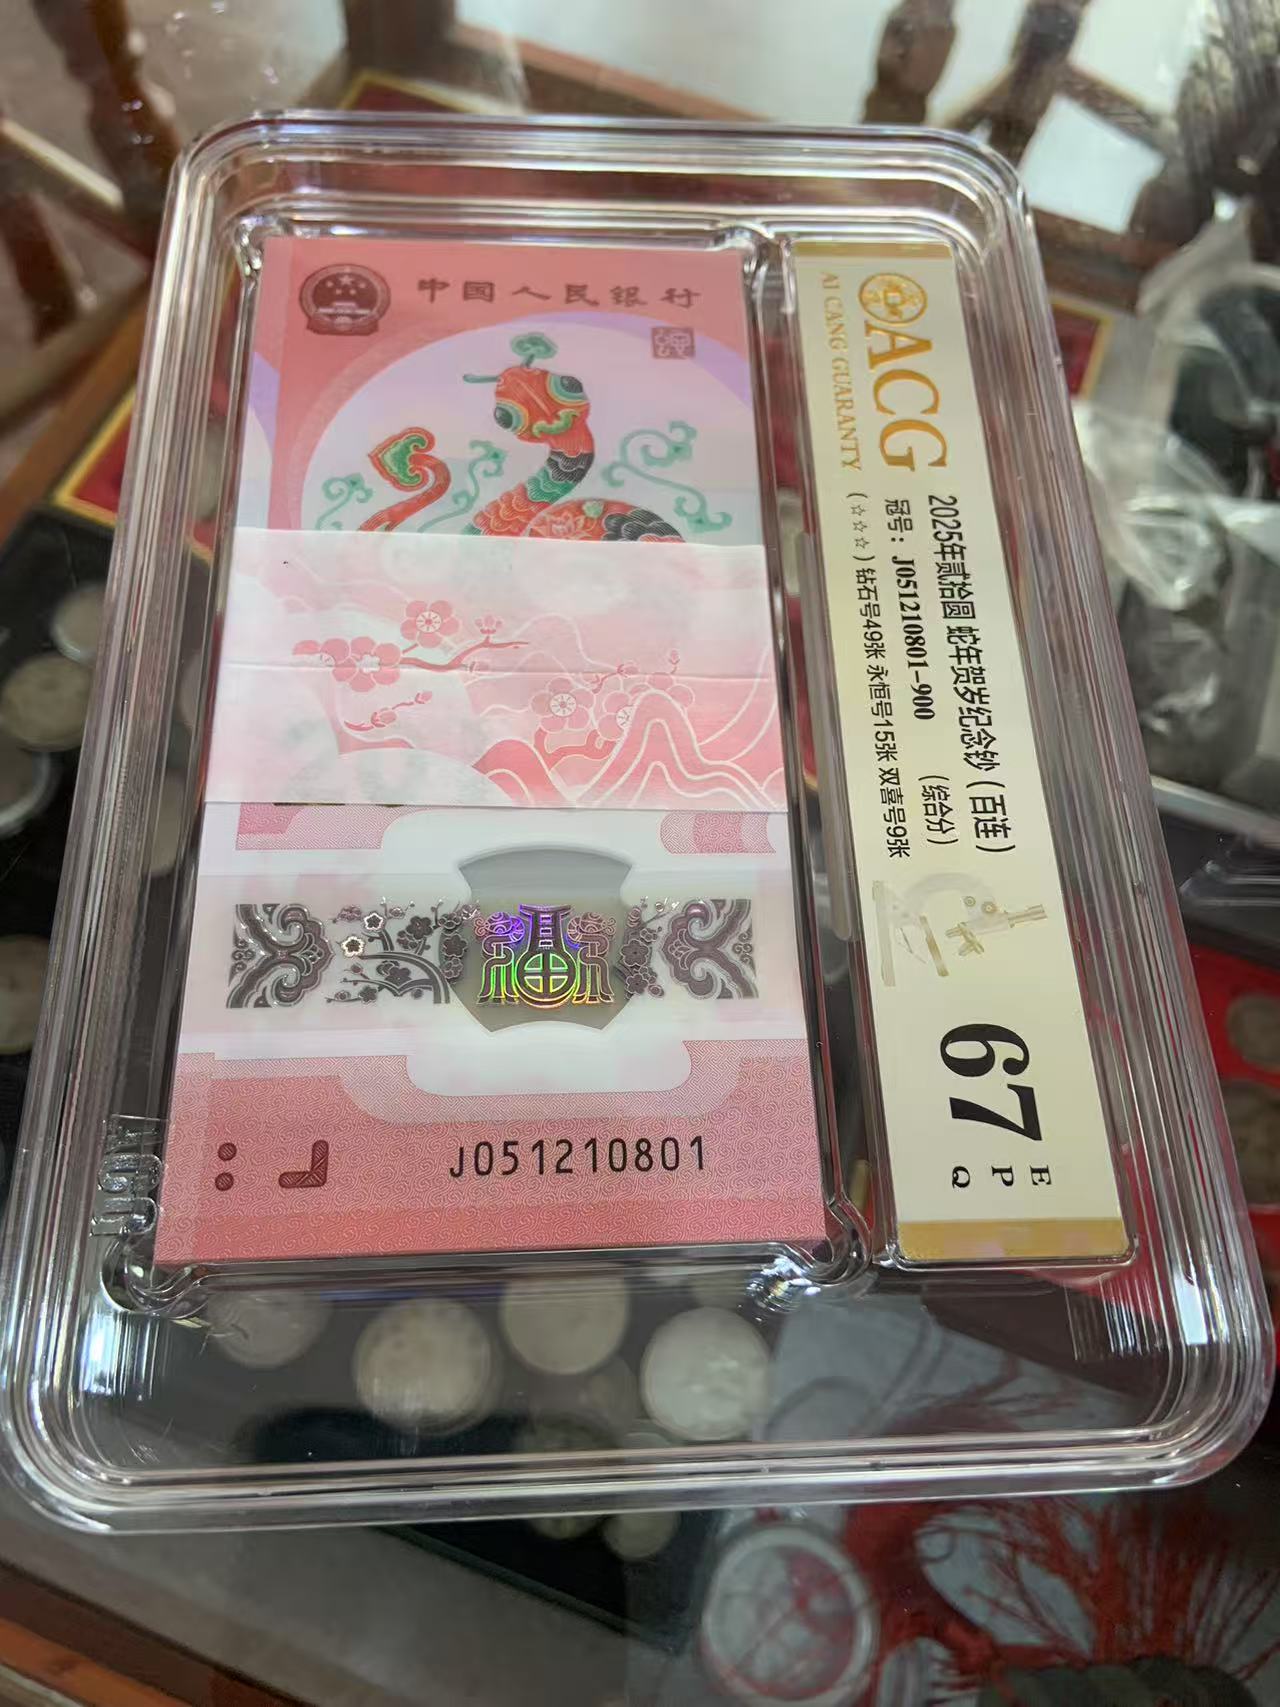 中国人民银行
J051210801
ACG
AI CANG GUARANTY
2025年贰拾圆 蛇年贺岁纪念钞（百连）
冠号：J051210801-900 （综合分）
（☆☆☆）钻石号49张 永恒号15张 双喜号9张
67
E
P
Q